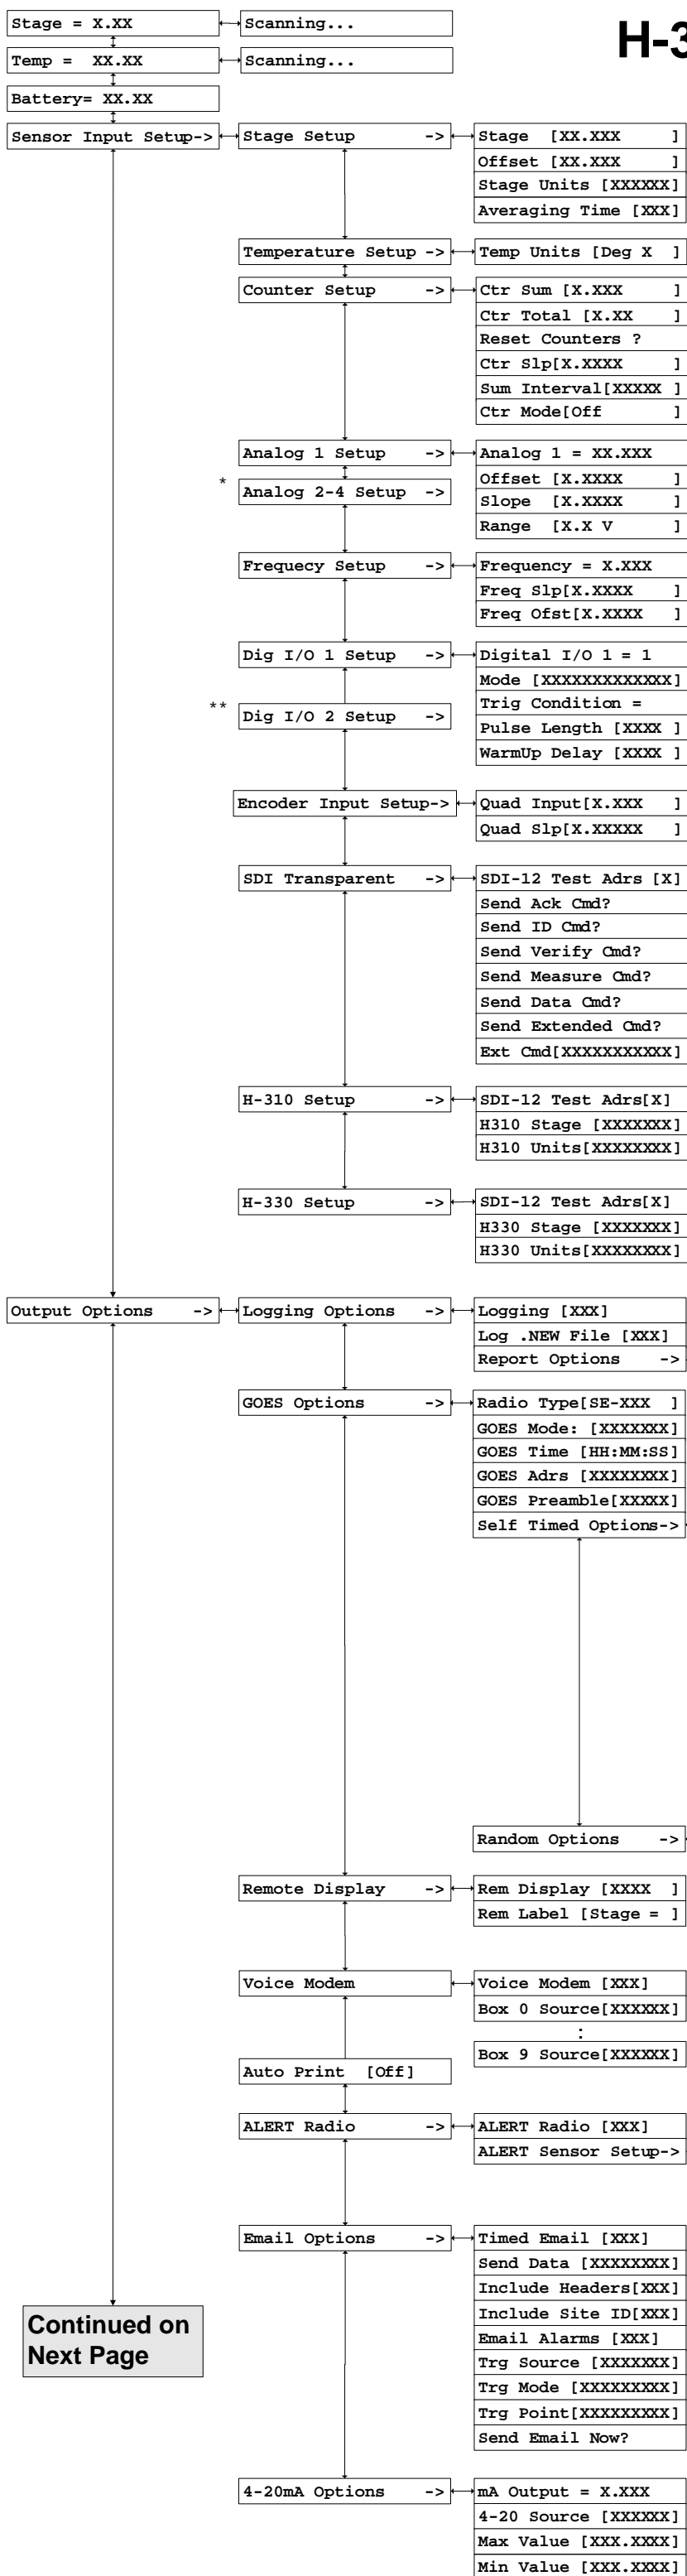 Stage = X.XX
Scanning...
H-3
Temp =  XX.XX
Scanning...
Battery= XX.XX
Sensor Input Setup->
Stage Setup ->
Stage [XX.XXX ]
Offset [XX.XXX ]
Stage Units [XXXXXX]
Averaging Time [XXX]
Temperature Setup ->
Temp Units [Deg X ]
Counter Setup ->
Ctr Sum [X.XXX ]
Ctr Total [X.XX ]
Reset Counters ?
Ctr Slp[X.XXXX ]
Sum Interval[XXXXX ]
Ctr Mode[Off ]
Analog 1 Setup ->
Analog 1 = XX.XXX
* Analog 2-4 Setup ->
Offset [X.XXXX ]
Slope [X.XXXX ]
Range [X.X V ]
Frequecy Setup ->
Frequency = X.XXX
Freq Slp[X.XXXX ]
Freq Ofst[X.XXXX ]
Dig I/O 1 Setup ->
Digital I/O 1 = 1
Mode [XXXXXXXXXXXXX]
Trig Condition =
** Dig I/O 2 Setup ->
Pulse Length [XXXX ]
WarmUp Delay [XXXX ]
Encoder Input Setup->
Quad Input[X.XXX ]
Quad Slp[X.XXXXX ]
SDI Transparent ->
SDI-12 Test Adrs [X]
Send Ack Cmd?
Send ID Cmd?
Send Verify Cmd?
Send Measure Cmd?
Send Data Cmd?
Send Extended Cmd?
Ext Cmd[XXXXXXXXXXX]
H-310 Setup ->
SDI-12 Test Adrs[X]
H310 Stage [XXXXXXX]
H310 Units[XXXXXXXX]
H-330 Setup ->
SDI-12 Test Adrs[X]
H330 Stage [XXXXXXX]
H330 Units[XXXXXXXX]
Output Options ->
Logging Options ->
Logging [XXX]
Log .NEW File [XXX]
Report Options ->
GOES Options ->
Radio Type[SE-XXX ]
GOES Mode: [XXXXXXX]
GOES Time [HH:MM:SS]
GOES Adrs [XXXXXXXX]
GOES Preamble[XXXXX]
Self Timed Options->
Random Options ->
Remote Display ->
Rem Display [XXXX ]
Rem Label [Stage = ]
Voice Modem
Voice Modem [XXX]
Box 0 Source[XXXXXX]
:
Box 9 Source[XXXXXX]
Auto Print [Off]
ALERT Radio ->
ALERT Radio [XXX]
ALERT Sensor Setup->
Email Options ->
Timed Email [XXX]
Send Data [XXXXXXXX]
Include Headers[XXX]
Include Site ID[XXX]
Email Alarms [XXX]
Trg Source [XXXXXXX]
Trg Mode [XXXXXXXXX]
Trg Point[XXXXXXXXX]
Send Email Now?
Continued on
Next Page
4-20mA Options ->
mA Output = X.XXX
4-20 Source [XXXXXX]
Max Value [XXX.XXXX]
Min Value [XXX.XXXX]